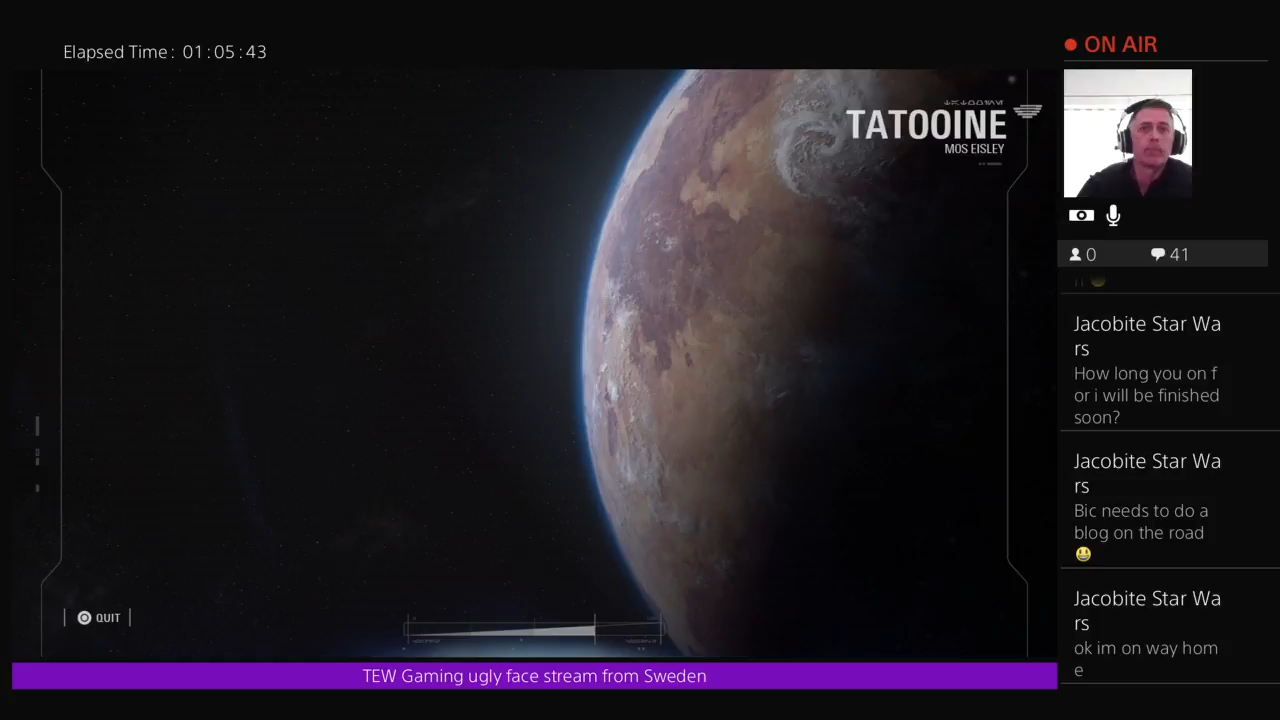 Elapsed Time: 01:05:43
ON AIR
TATOOINE
MOS EISLEY
0
41
Jacobite Star Wa
rs
How long you on f
or i will be finished
soon?
Jacobite Star Wa
rs
Bic needs to do a
blog on the road
😃
Jacobite Star Wa
rs
ok im on way hom
e
QUIT
TEW Gaming ugly face stream from Sweden